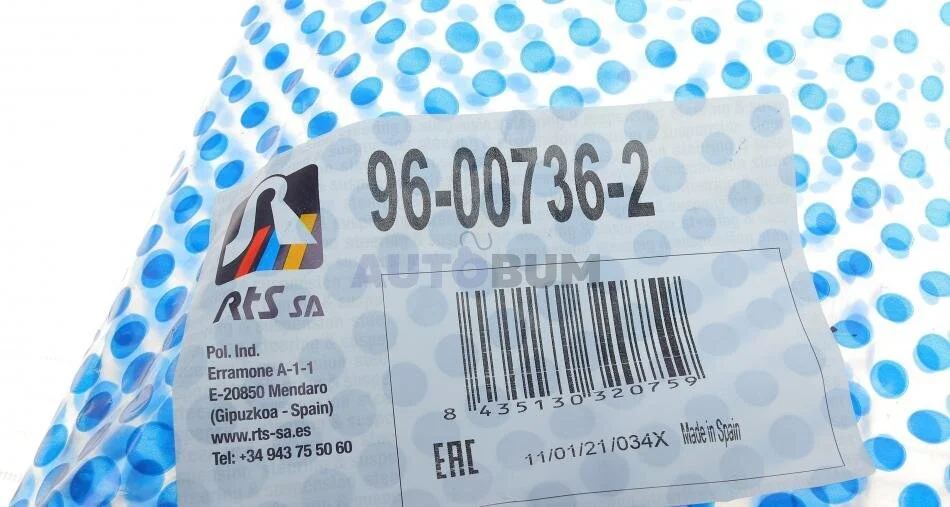 96-00736-2
AUTOBUM
RtS SA
Pol. Ind.
Erramone A-1-1
E-20850 Mendaro
(Gipuzkoa - Spain)
www.rts-sa.es
Tel: +34 943 75 50 60
8 435130 320759
EAC
11/01/21/034X Made in Spain